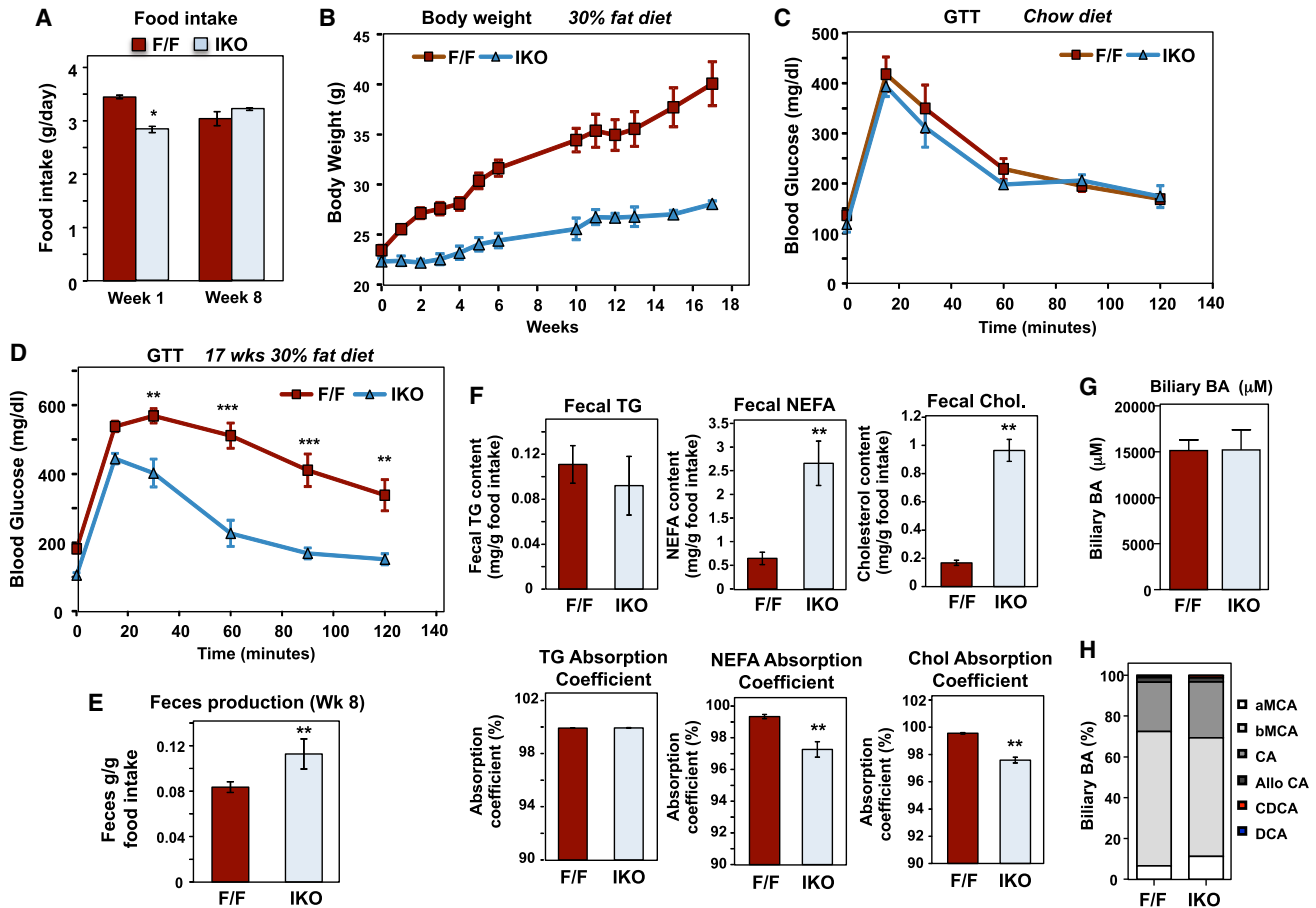 A
Food intake
F/F IKO
Food intake (g/day)
4
3
2
1
0
*
Week 1 Week 8
B
Body weight 30% fat diet
F/F IKO
Body Weight (g)
45
40
35
30
25
20
0 2 4 6 8 10 12 14 16 18
Weeks
C
GTT Chow diet
F/F IKO
Blood Glucose (mg/dl)
500
400
300
200
100
0
0 20 40 60 80 100 120 140
Time (minutes)
D
GTT 17 wks 30% fat diet
F/F IKO
Blood Glucose (mg/dl)
600
400
200
0
** *** *** **
0 20 40 60 80 100 120 140
Time (minutes)
E
Feces production (Wk 8)
Feces g/g
food intake
0.12
0.08
0.04
0
**
F/F IKO
F
Fecal TG
Fecal TG content
(mg/g food intake)
0.12
0.08
0.04
0
F/F IKO
Fecal NEFA
NEFA content
(mg/g food intake)
3.5
3
2.5
2
1.5
1
0.5
0
**
F/F IKO
Fecal Chol.
Cholesterol content
(mg/g food intake)
1.2
1
0.8
0.6
0.4
0.2
0
**
F/F IKO
TG Absorption
Coefficient
Absorption
coefficient (%)
102
100
98
96
94
92
90
F/F IKO
NEFA Absorption
Coefficient
Absorption
coefficient (%)
100
99
98
96
94
92
91
90
**
F/F IKO
Chol Absorption
Coefficient
Absorption
coefficient (%)
102
100
98
96
94
92
90
**
F/F IKO
G
Biliary BA (μM)
Biliary BA (μM)
20000
15000
10000
5000
0
F/F IKO
H
Biliary BA (%)
100
80
60
40
20
0
F/F IKO
aMCA
bMCA
CA
Allo CA
CDCA
DCA